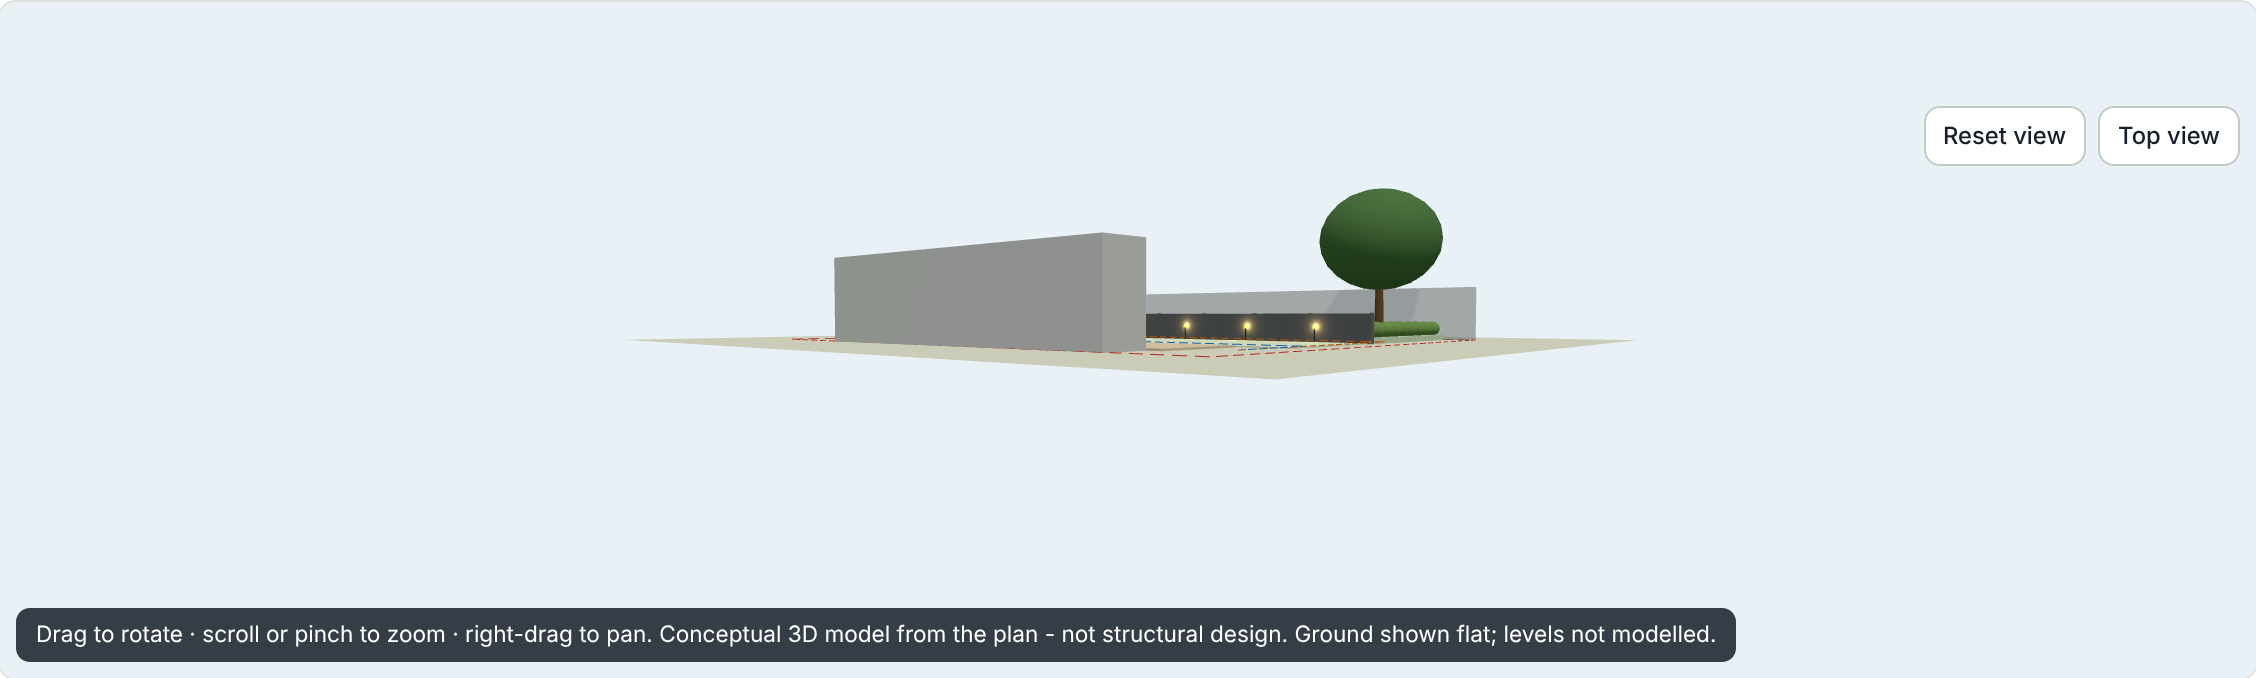 Reset view
Top view
Drag to rotate · scroll or pinch to zoom · right-drag to pan. Conceptual 3D model from the plan - not structural design. Ground shown flat; levels not modelled.